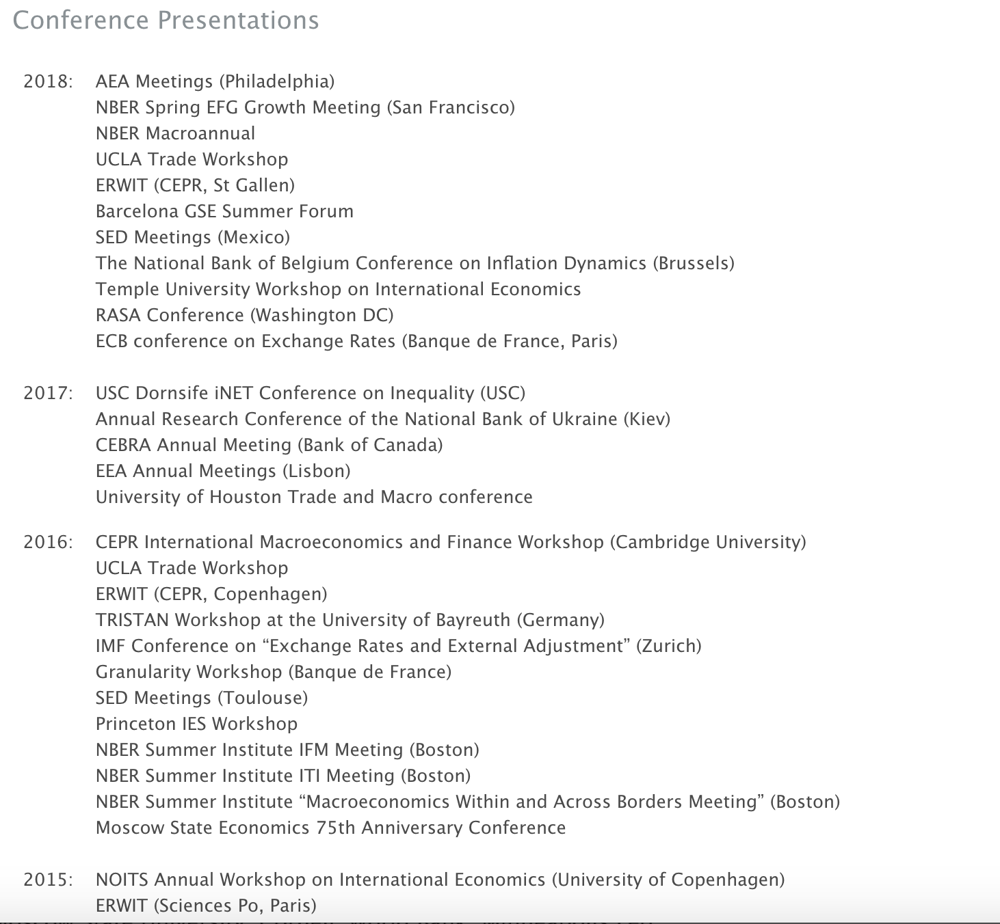 Conference Presentations
2018: AEA Meetings (Philadelphia)
NBER Spring EFG Growth Meeting (San Francisco)
NBER Macroannual
UCLA Trade Workshop
ERWIT (CEPR, St Gallen)
Barcelona GSE Summer Forum
SED Meetings (Mexico)
The National Bank of Belgium Conference on Inflation Dynamics (Brussels)
Temple University Workshop on International Economics
RASA Conference (Washington DC)
ECB conference on Exchange Rates (Banque de France, Paris)
2017: USC Dornsife iNET Conference on Inequality (USC)
Annual Research Conference of the National Bank of Ukraine (Kiev)
CEBRA Annual Meeting (Bank of Canada)
EEA Annual Meetings (Lisbon)
University of Houston Trade and Macro conference
2016: CEPR International Macroeconomics and Finance Workshop (Cambridge University)
UCLA Trade Workshop
ERWIT (CEPR, Copenhagen)
TRISTAN Workshop at the University of Bayreuth (Germany)
IMF Conference on “Exchange Rates and External Adjustment” (Zurich)
Granularity Workshop (Banque de France)
SED Meetings (Toulouse)
Princeton IES Workshop
NBER Summer Institute IFM Meeting (Boston)
NBER Summer Institute ITI Meeting (Boston)
NBER Summer Institute “Macroeconomics Within and Across Borders Meeting” (Boston)
Moscow State Economics 75th Anniversary Conference
2015: NOITS Annual Workshop on International Economics (University of Copenhagen)
ERWIT (Sciences Po, Paris)